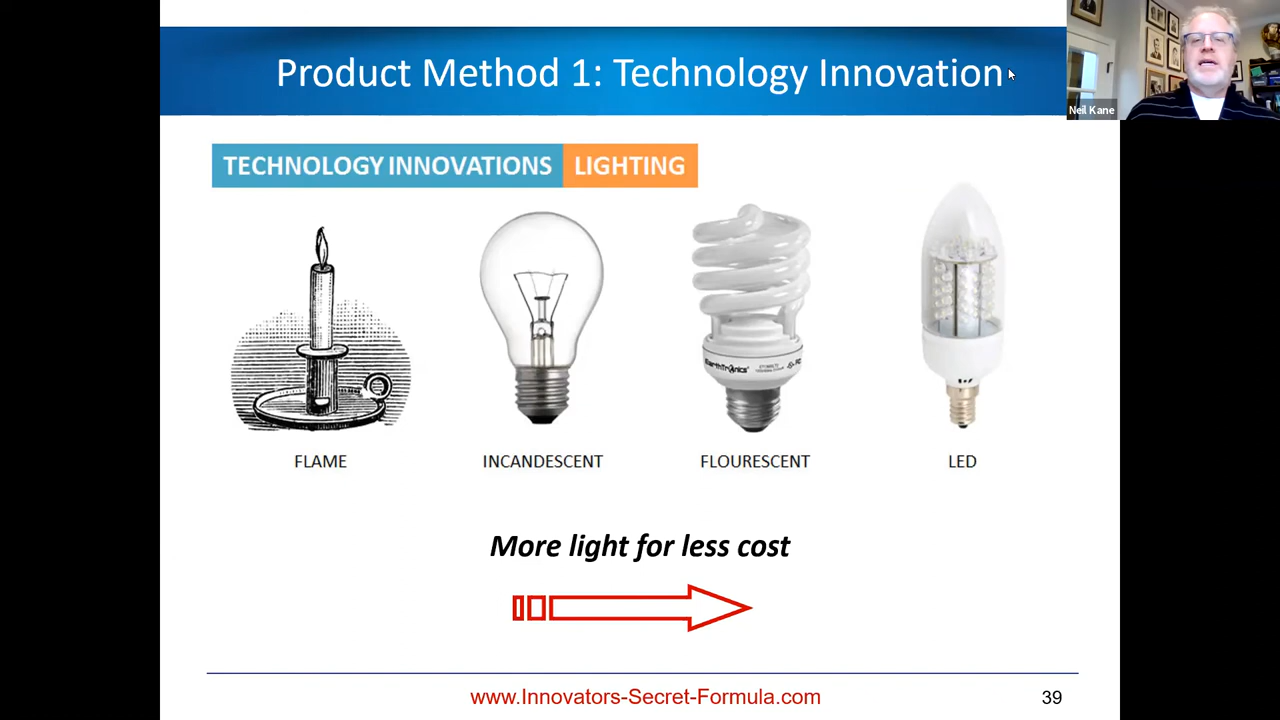 Product Method 1: Technology Innovation
Neil Kane
TECHNOLOGY INNOVATIONS LIGHTING
EarthTronics
FLAME INCANDESCENT FLOURESCENT LED
More light for less cost
www.Innovators-Secret-Formula.com 39